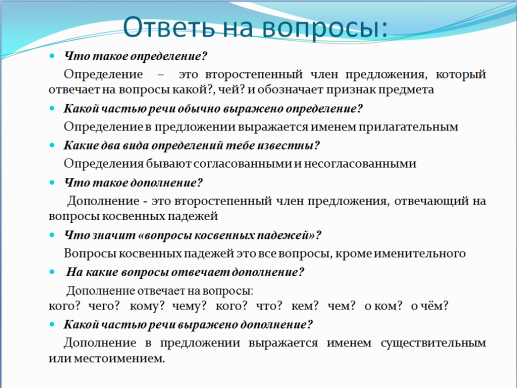 Ответь на вопросы:
Что такое определение?
Определение – это второстепенный член предложения, который
отвечает на вопросы какой?, чей? и обозначает признак предмета
Какой частью речи обычно выражено определение?
Определение в предложении выражается именем прилагательным
Какие два вида определений тебе известны?
Определения бывают согласованными и несогласованными
Что такое дополнение?
Дополнение - это второстепенный член предложения, отвечающий на
вопросы косвенных падежей
Что значит «вопросы косвенных падежей»?
Вопросы косвенных падежей это все вопросы, кроме именительного
На какие вопросы отвечает дополнение?
Дополнение отвечает на вопросы:
кого? чего? кому? чему? кого? что? кем? чем? о ком? о чём?
Какой частью речи выражено дополнение?
Дополнение в предложении выражается именем существительным
или местоимением.